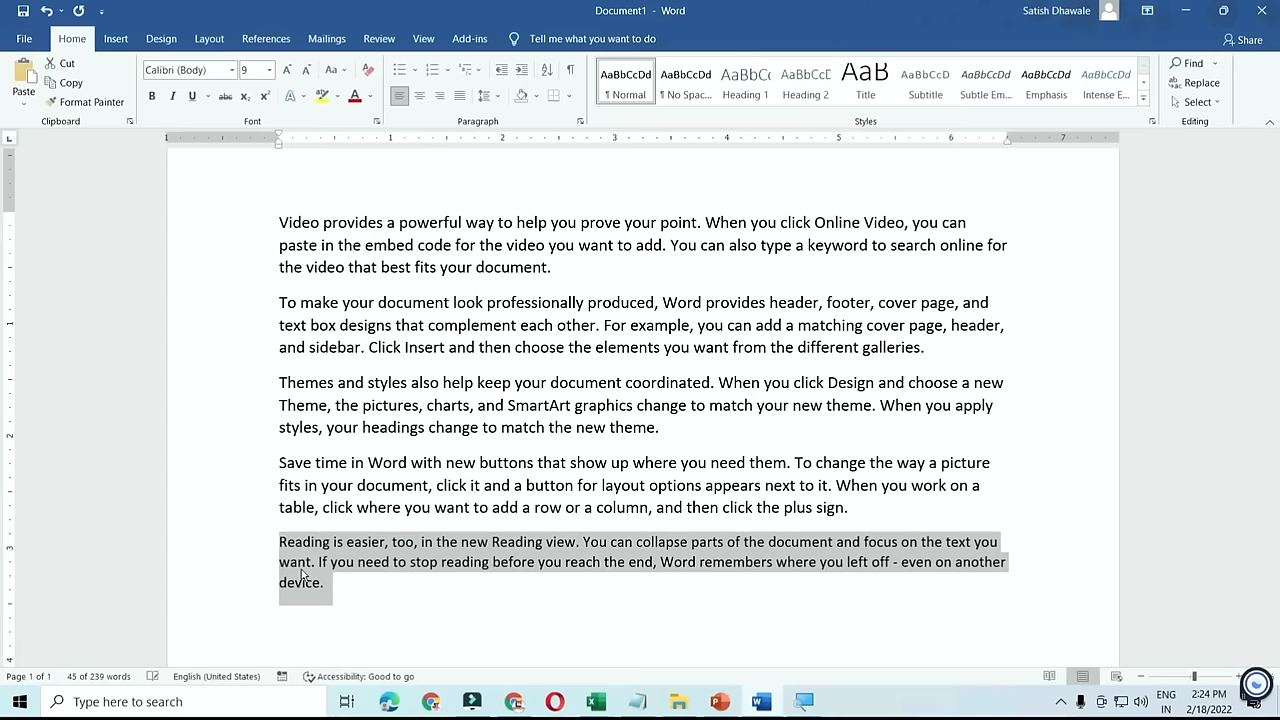 Document1 - Word
Satish Dhawale
File Home Insert Design Layout References Mailings Review View Add-ins Tell me what you want to do Share
Paste
Cut
Copy
Format Painter
Clipboard
Calibri (Body) 9
Font
Paragraph
AaBbCcDd ¶ Normal
AaBbCcDd ¶ No Spac...
AaBbC( Heading 1
AaBbCcC Heading 2
AaB Title
AaBbCcD Subtitle
AaBbCcDd Subtle Em...
AaBbCcDd Emphasis
AaBbCcDd Intense E...
Styles
Find
Replace
Select
Editing
1 1 2 3 4 5 6 7
Video provides a powerful way to help you prove your point. When you click Online Video, you can
paste in the embed code for the video you want to add. You can also type a keyword to search online for
the video that best fits your document.
To make your document look professionally produced, Word provides header, footer, cover page, and
text box designs that complement each other. For example, you can add a matching cover page, header,
and sidebar. Click Insert and then choose the elements you want from the different galleries.
Themes and styles also help keep your document coordinated. When you click Design and choose a new
Theme, the pictures, charts, and SmartArt graphics change to match your new theme. When you apply
styles, your headings change to match the new theme.
Save time in Word with new buttons that show up where you need them. To change the way a picture
fits in your document, click it and a button for layout options appears next to it. When you work on a
table, click where you want to add a row or a column, and then click the plus sign.
Reading is easier, too, in the new Reading view. You can collapse parts of the document and focus on the text you
want. If you need to stop reading before you reach the end, Word remembers where you left off - even on another
device.
Page 1 of 1 45 of 239 words English (United States) Accessibility: Good to go
Type here to search
ENG
IN
2:24 PM
2/18/2022